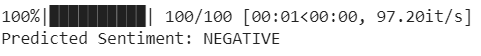 100%|██████████| 100/100 [00:01<00:00, 97.20it/s]
Predicted Sentiment: NEGATIVE